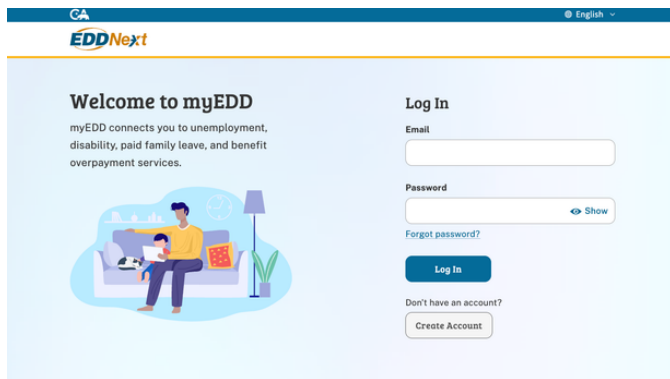 CA
English
EDDNext
Welcome to myEDD
myEDD connects you to unemployment,
disability, paid family leave, and benefit
overpayment services.
Log In
Email
Password
Show
Forgot password?
Log In
Don't have an account?
Create Account